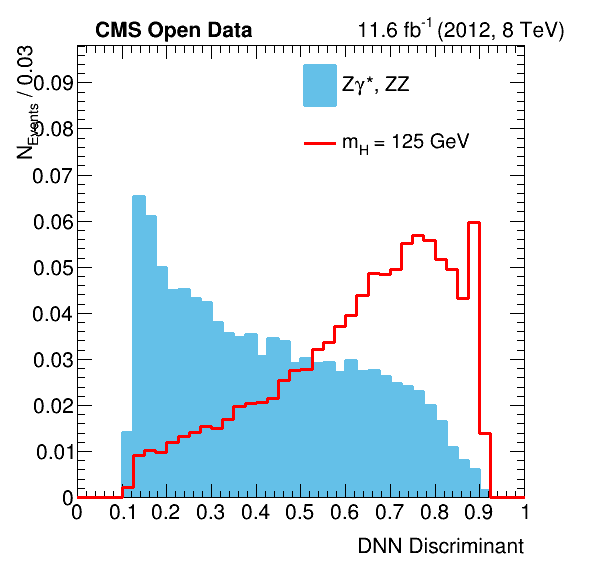 CMS Open Data
11.6 fb-1 (2012, 8 TeV)
NEvents / 0.03
Zγ*, ZZ
mH = 125 GeV
0.09
0.08
0.07
0.06
0.05
0.04
0.03
0.02
0.01
0
0 0.1 0.2 0.3 0.4 0.5 0.6 0.7 0.8 0.9 1
DNN Discriminant